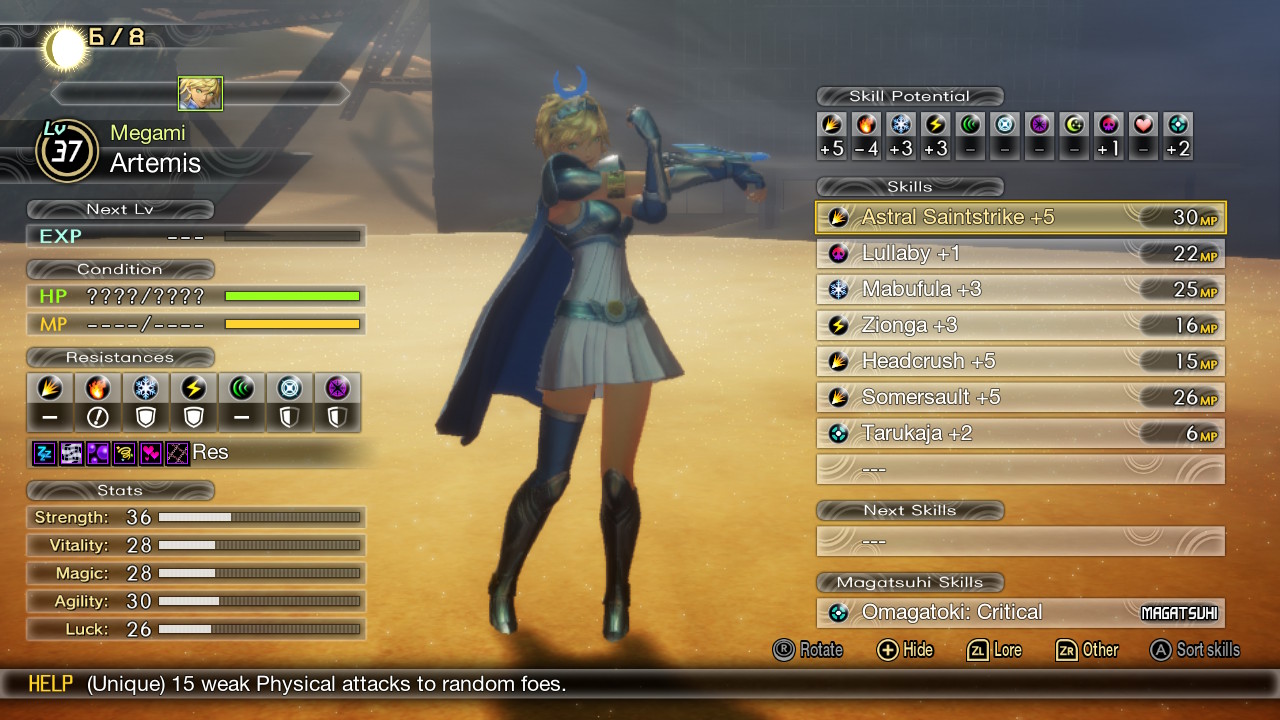 6/8
Lv 37
Megami
Artemis
Next Lv
EXP ---
Condition
HP ????/????
MP ----/----
Resistances
– –
Res
Stats
Strength: 36
Vitality: 28
Magic: 28
Agility: 30
Luck: 26
Skill Potential
+5 -4 +3 +3 – – – – +1 – +2
Skills
Astral Saintstrike +5 30MP
Lullaby +1 22MP
Mabufula +3 25MP
Zionga +3 16MP
Headcrush +5 15MP
Somersault +5 26MP
Tarukaja +2 6MP
---
Next Skills
---
Magatsuhi Skills
Omagatoki: Critical MAGATSUHI
R Rotate + Hide ZL Lore ZR Other A Sort skills
HELP (Unique) 15 weak Physical attacks to random foes.